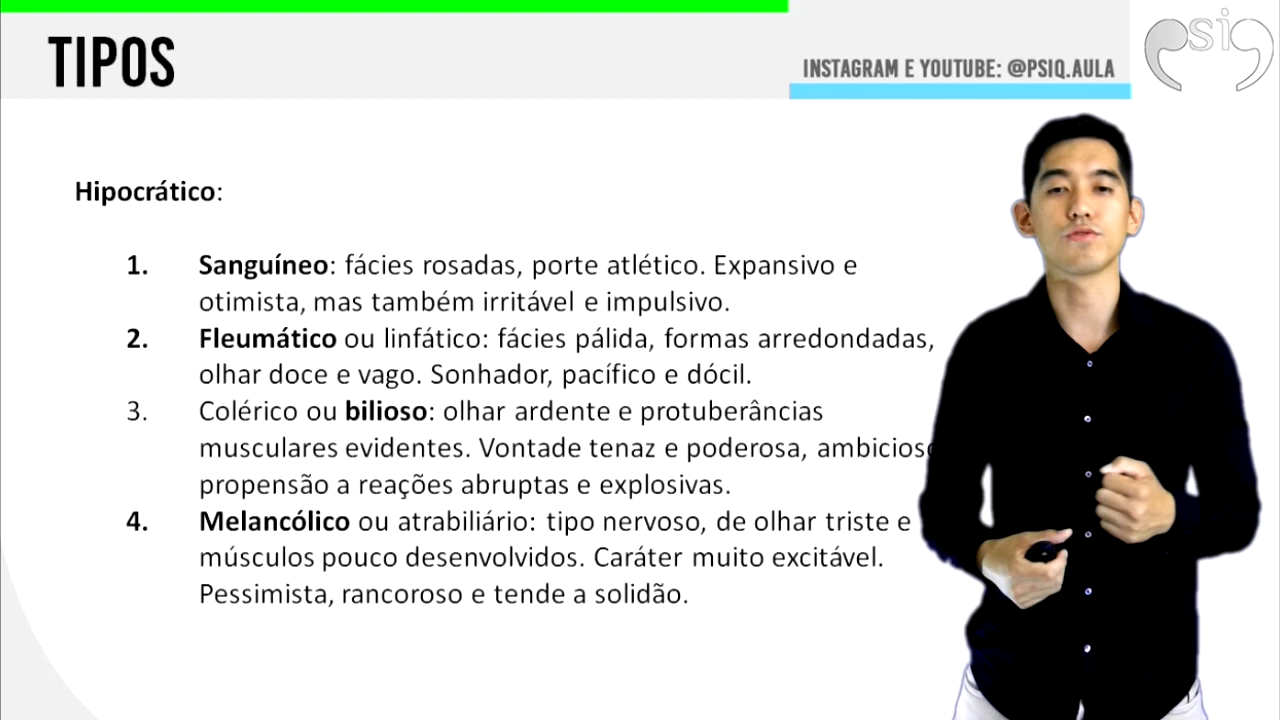 TIPOS
INSTAGRAM E YOUTUBE: @PSIQ.AULA
psiq
Hipocrático:
1. Sanguíneo: fácies rosadas, porte atlético. Expansivo e
otimista, mas também irritável e impulsivo.
2. Fleumático ou linfático: fácies pálida, formas arredondadas,
olhar doce e vago. Sonhador, pacífico e dócil.
3. Colérico ou bilioso: olhar ardente e protuberâncias
musculares evidentes. Vontade tenaz e poderosa,
propensão a reações abruptas e explosivas.
4. Melancólico ou atrabiliário: tipo nervoso, de olhar triste e
músculos pouco desenvolvidos. Caráter muito excitável.
Pessimista, rancoroso e tende a solidão.